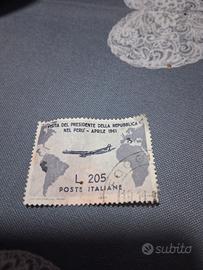 VISITA DEL PRESIDENTE DELLA REPUBBLICA
NEL PERU' - APRILE 1961
L. 205
POSTE ITALIANE
subito